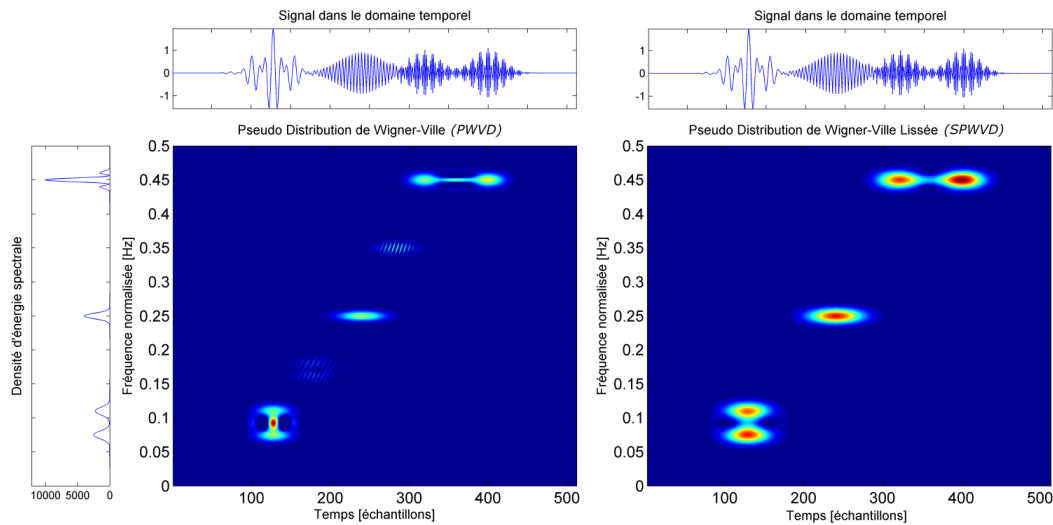 Signal dans le domaine temporel
1
0
-1
Pseudo Distribution de Wigner-Ville (PWVD)
Densité d'énergie spectrale
10000 5000 0
Fréquence normalisée [Hz]
0.5
0.45
0.4
0.35
0.3
0.25
0.2
0.15
0.1
0.05
0
100 200 300 400 500
Temps [échantillons]
Signal dans le domaine temporel
1
0
-1
Pseudo Distribution de Wigner-Ville Lissée (SPWVD)
Fréquence normalisée [Hz]
0.5
0.45
0.4
0.35
0.3
0.25
0.2
0.15
0.1
0.05
0
100 200 300 400 500
Temps [échantillons]